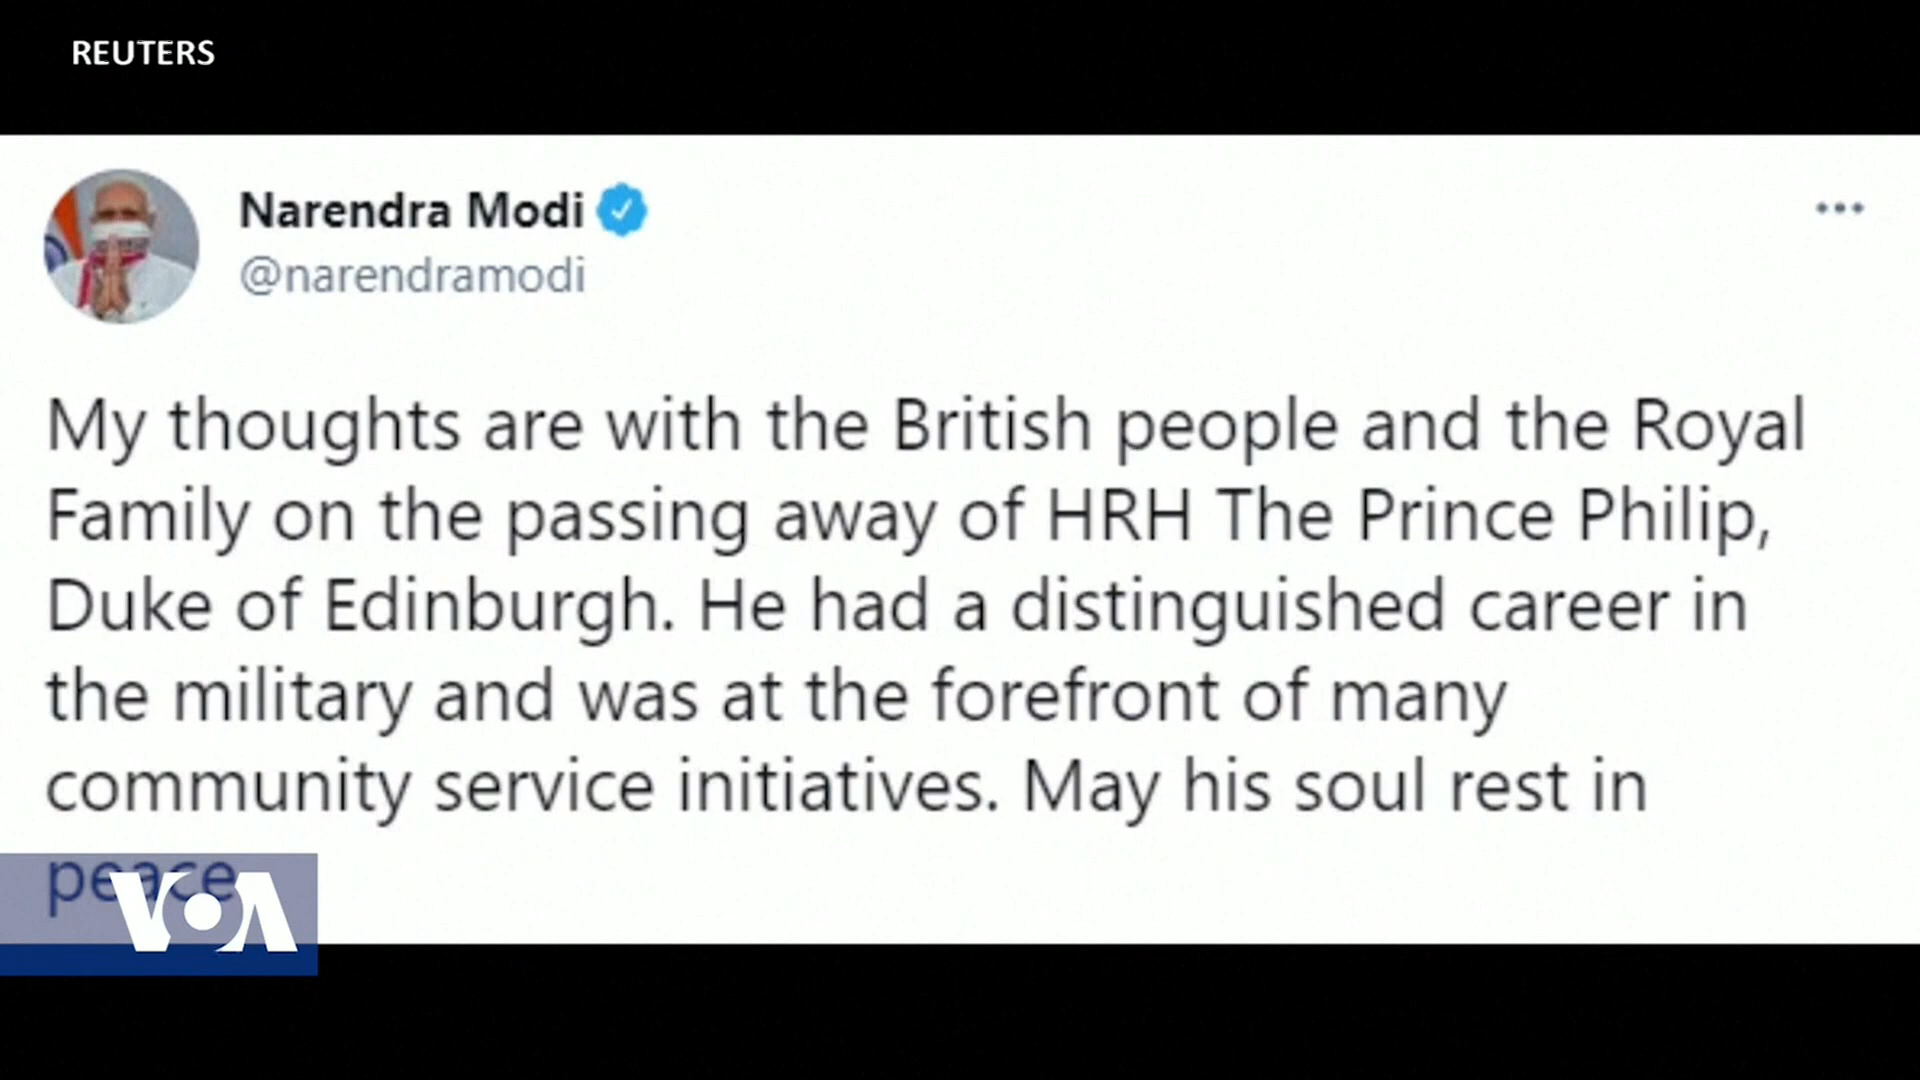 REUTERS
Narendra Modi
@narendramodi
My thoughts are with the British people and the Royal
Family on the passing away of HRH The Prince Philip,
Duke of Edinburgh. He had a distinguished career in
the military and was at the forefront of many
community service initiatives. May his soul rest in
peace
VOA